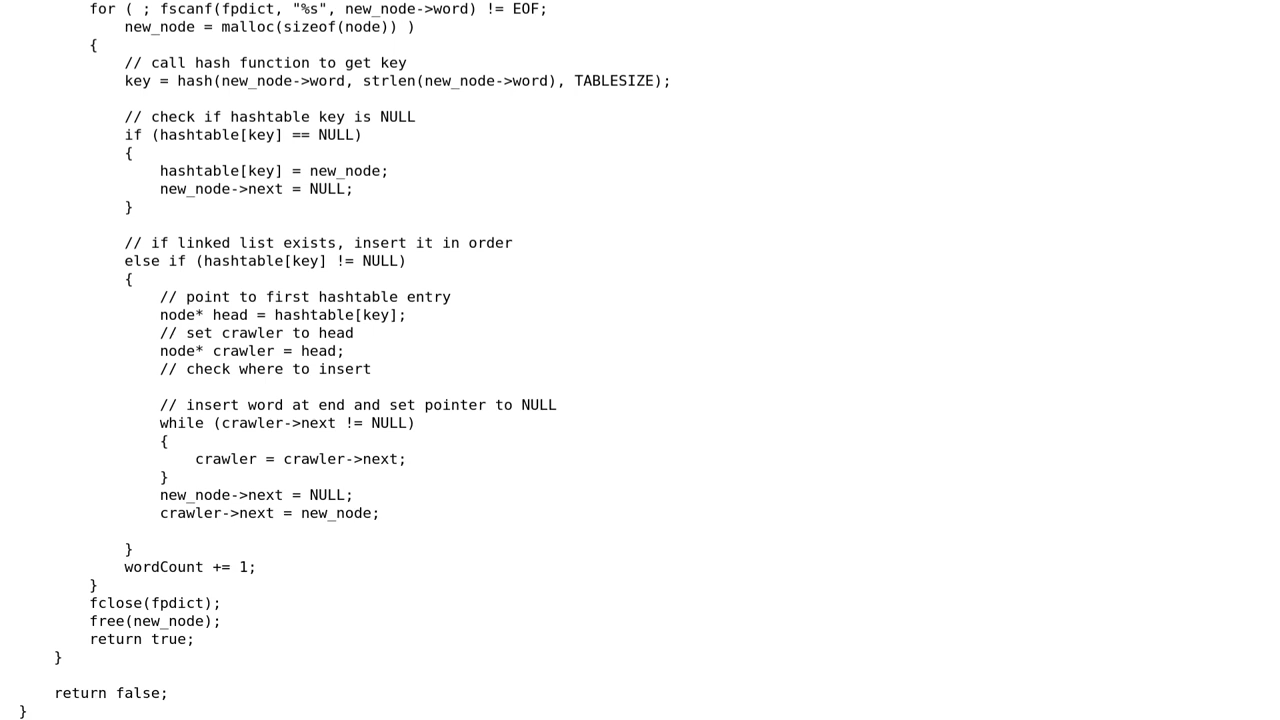 for ( ; fscanf(fpdict, "%s", new_node->word) != EOF;
new_node = malloc(sizeof(node)) )
{
// call hash function to get key
key = hash(new_node->word, strlen(new_node->word), TABLESIZE);
// check if hashtable key is NULL
if (hashtable[key] == NULL)
{
hashtable[key] = new_node;
new_node->next = NULL;
}
// if linked list exists, insert it in order
else if (hashtable[key] != NULL)
{
// point to first hashtable entry
node* head = hashtable[key];
// set crawler to head
node* crawler = head;
// check where to insert
// insert word at end and set pointer to NULL
while (crawler->next != NULL)
{
crawler = crawler->next;
}
new_node->next = NULL;
crawler->next = new_node;
}
wordCount += 1;
}
fclose(fpdict);
free(new_node);
return true;
}
return false;
}